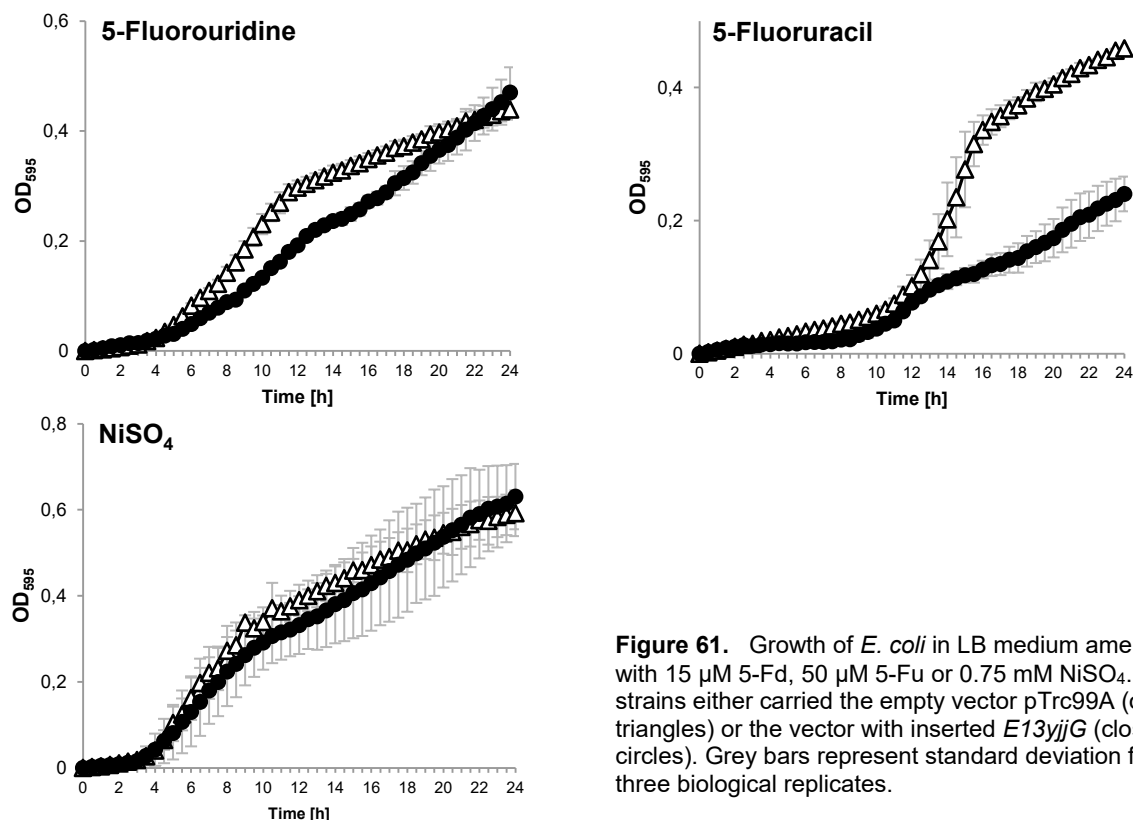 5-Fluorouridine
0,6
0,4
0,2
0
OD595
0 2 4 6 8 10 12 14 16 18 20 22 24
Time [h]
5-Fluoruracil
0,4
0,2
0
OD595
0 2 4 6 8 10 12 14 16 18 20 22 24
Time [h]
NiSO4
0,8
0,6
0,4
0,2
0
OD595
0 2 4 6 8 10 12 14 16 18 20 22 24
Time [h]
Figure 61. Growth of E. coli in LB medium ame
with 15 µM 5-Fd, 50 µM 5-Fu or 0.75 mM NiSO4.
strains either carried the empty vector pTrc99A (
triangles) or the vector with inserted E13yjjG (clo
circles). Grey bars represent standard deviation f
three biological replicates.